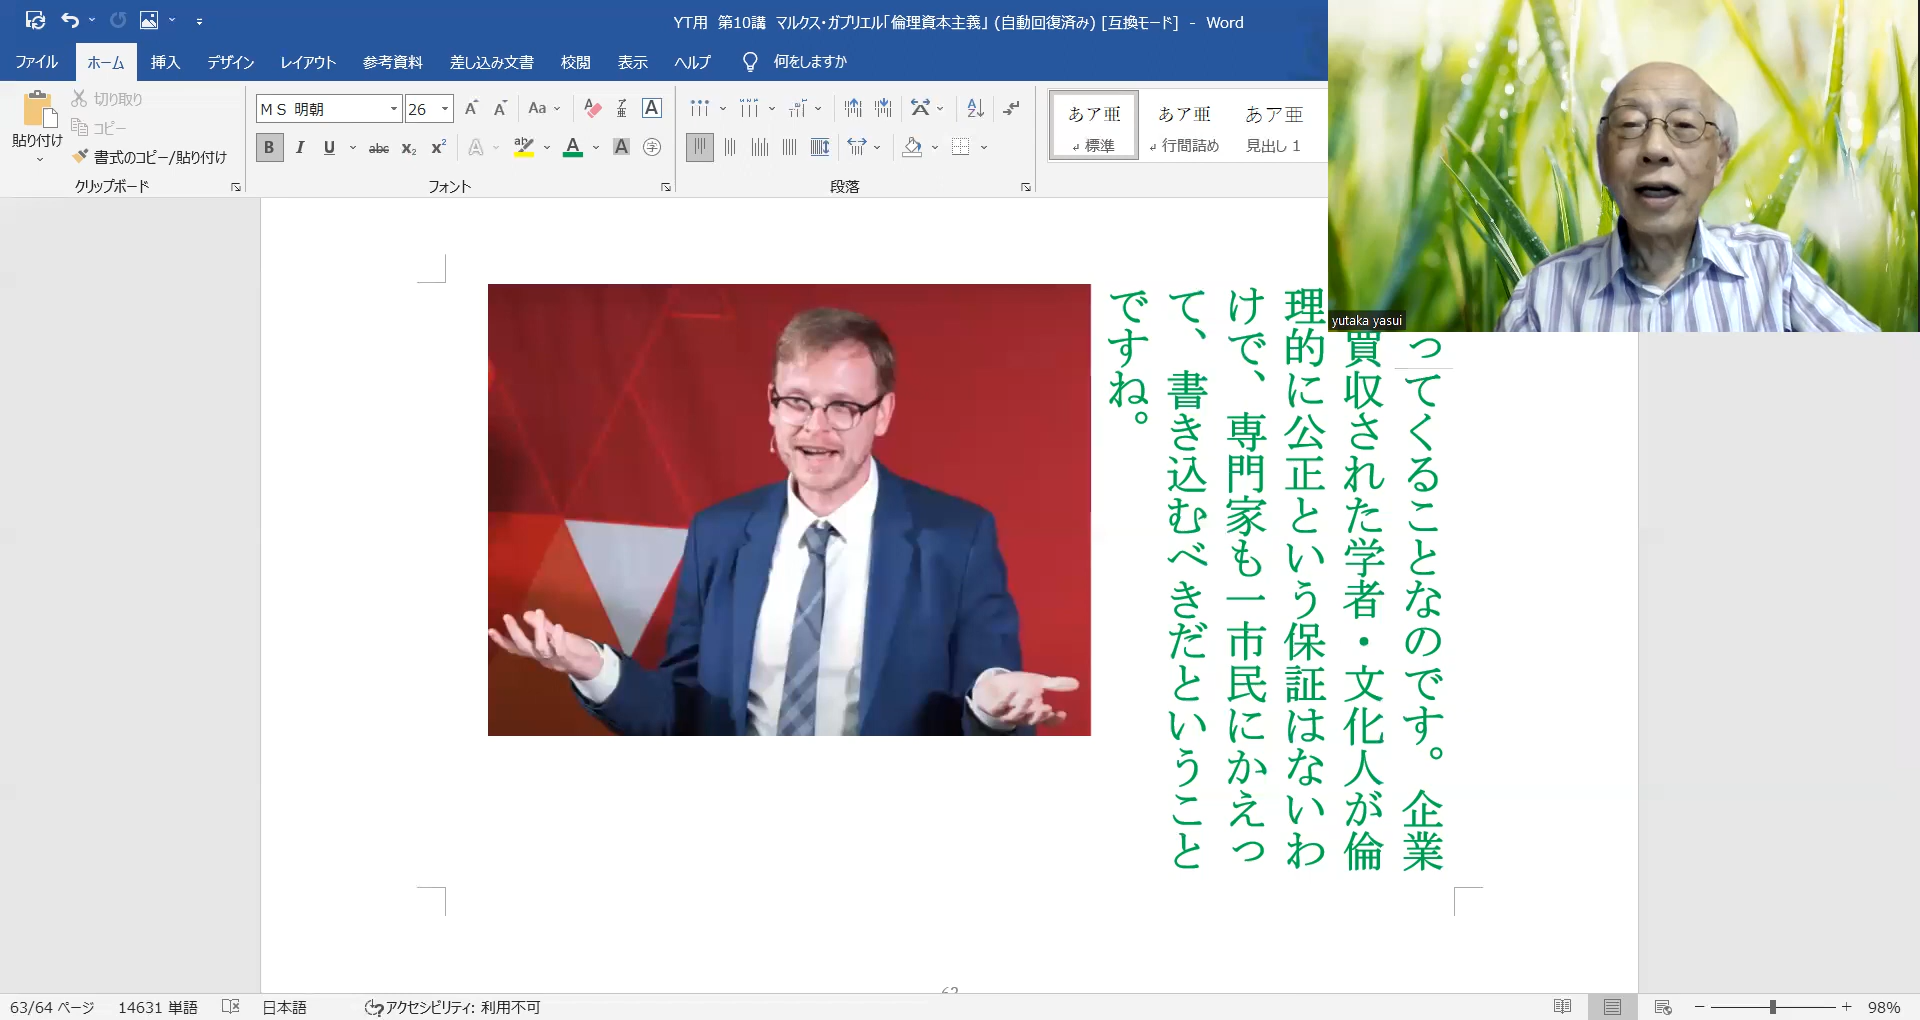 YT用 第10講 マルクス・ガブリエル「倫理資本主義」 (自動回復済み) [互換モード] - Word
ファイル ホーム 挿入 デザイン レイアウト 参考資料 差し込み文書 校閲 表示 ヘルプ 何をしますか
貼り付け
切り取り
コピー
書式のコピー/貼り付け
クリップボード
ＭＳ 明朝 26
フォント
段落
あア亜 あア亜 あア亜
標準 行間詰め 見出し 1
yutaka yasui
ってくることなのです。企業
買収された学者・文化人が倫
理的に公正という保証はないわ
けで、専門家も一市民にかえっ
て、書き込むべきだということ
ですね。
63/64 ページ 14631 単語 日本語 アクセシビリティ: 利用不可 98%